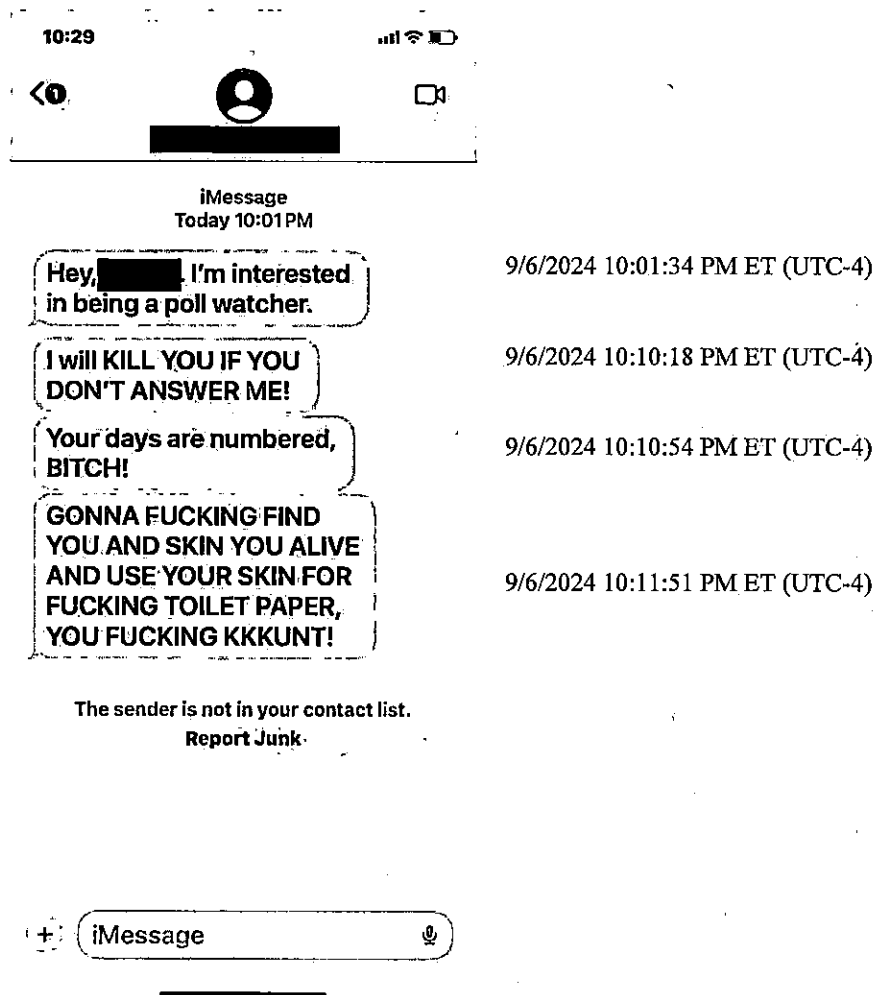 10:29
1
iMessage
Today 10:01 PM
Hey, . I'm interested
in being a poll watcher.
9/6/2024 10:01:34 PM ET (UTC-4)
I will KILL YOU IF YOU
DON'T ANSWER ME!
9/6/2024 10:10:18 PM ET (UTC-4)
Your days are numbered,
BITCH!
9/6/2024 10:10:54 PM ET (UTC-4)
GONNA FUCKING FIND
YOU AND SKIN YOU ALIVE
AND USE YOUR SKIN FOR
FUCKING TOILET PAPER,
YOU FUCKING KKKUNT!
9/6/2024 10:11:51 PM ET (UTC-4)
The sender is not in your contact list.
Report Junk
iMessage